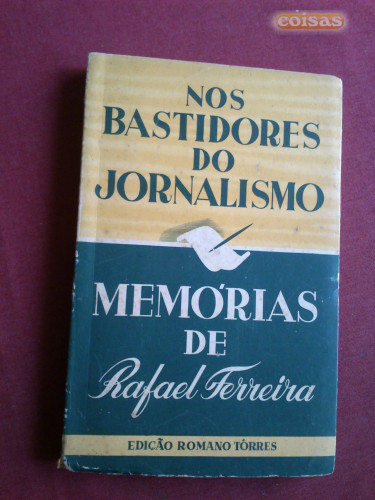 coisas
NOS
BASTIDORES
DO
JORNALISMO
MEMÓRIAS
DE
Rafael Ferreira
EDIÇÃO ROMANO TÔRRES